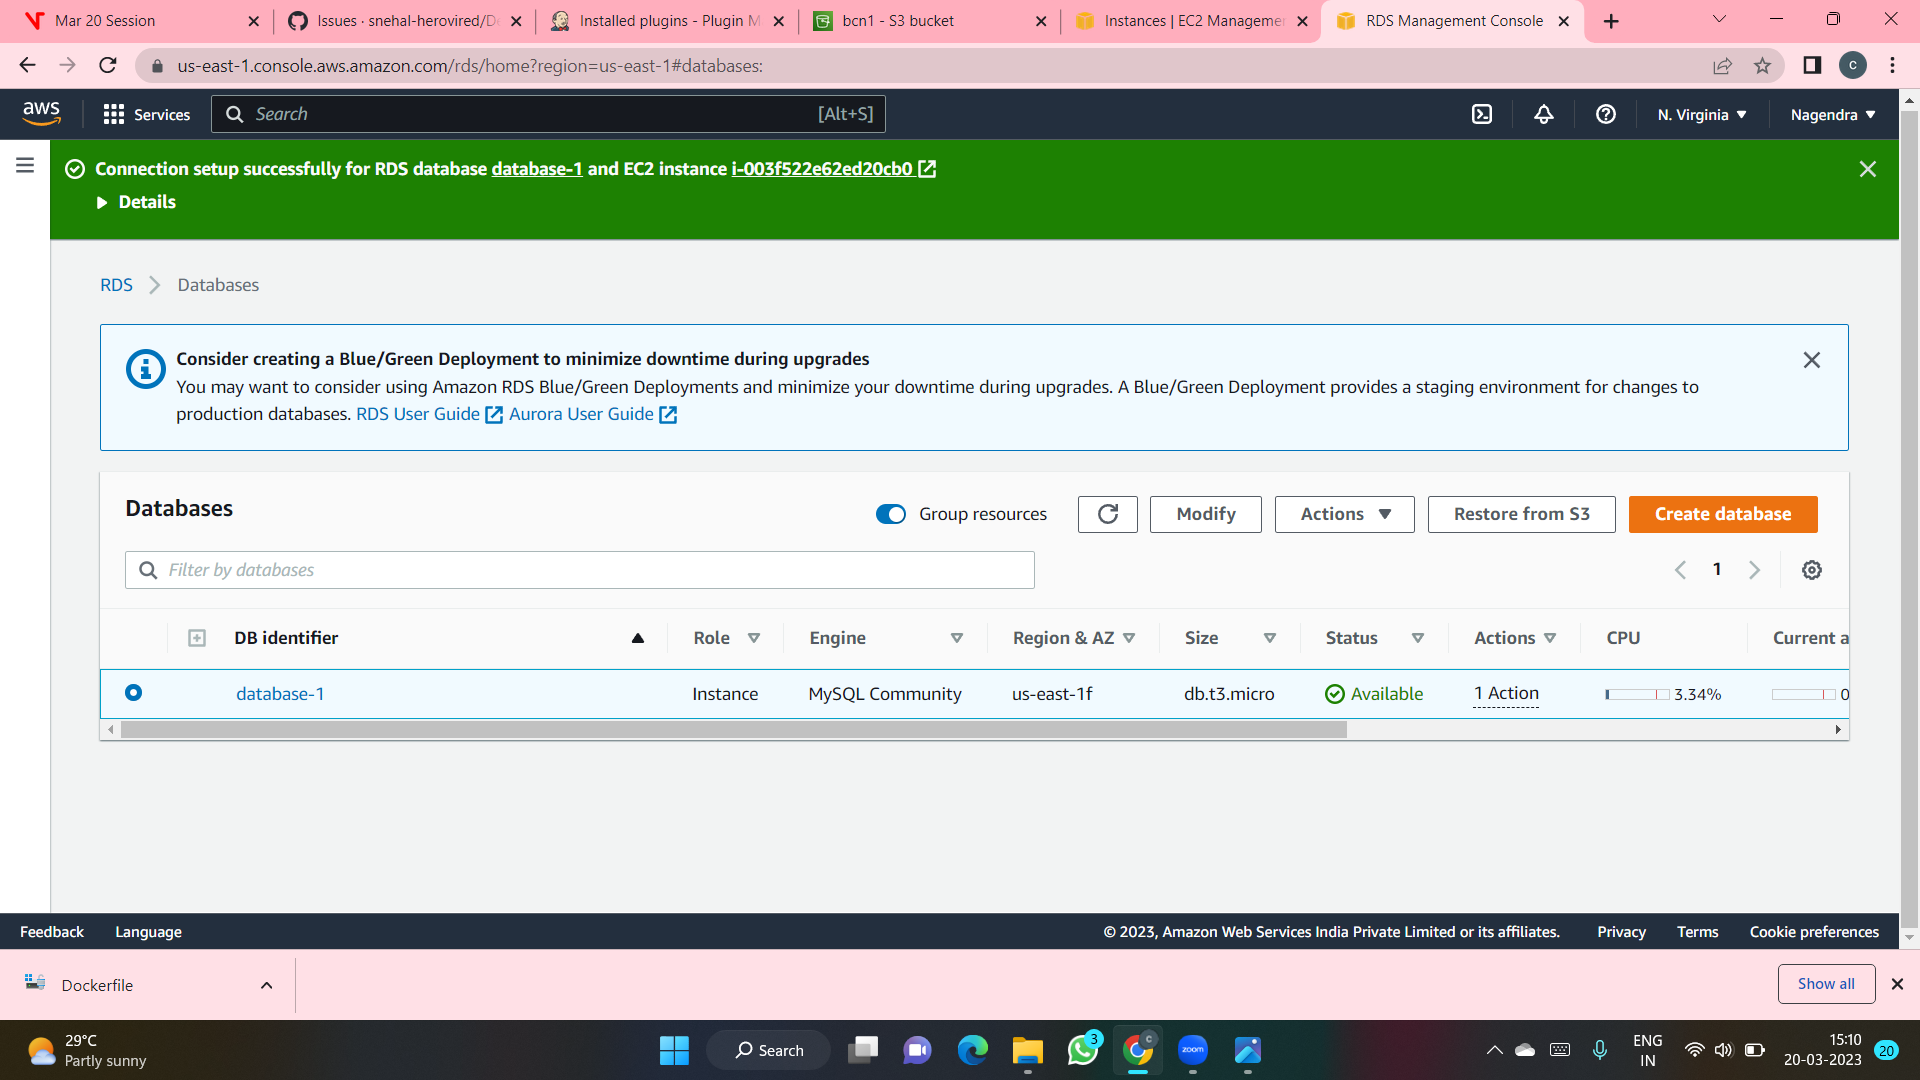 Mar 20 Session
Issues · snehal-herovired/De
Installed plugins - Plugin M
bcn1 - S3 bucket
Instances | EC2 Managemen
RDS Management Console
us-east-1.console.aws.amazon.com/rds/home?region=us-east-1#databases:
C
aws
Services
Search
[Alt+S]
N. Virginia
Nagendra
Connection setup successfully for RDS database database-1 and EC2 instance i-003f522e62ed20cb0
Details
RDS
Databases
Consider creating a Blue/Green Deployment to minimize downtime during upgrades
You may want to consider using Amazon RDS Blue/Green Deployments and minimize your downtime during upgrades. A Blue/Green Deployment provides a staging environment for changes to
production databases. RDS User Guide Aurora User Guide
Databases
Group resources
Modify
Actions
Restore from S3
Create database
Filter by databases
1
DB identifier
Role
Engine
Region & AZ
Size
Status
Actions
CPU
Current a
database-1
Instance
MySQL Community
us-east-1f
db.t3.micro
Available
1 Action
3.34%
0
Feedback
Language
© 2023, Amazon Web Services India Private Limited or its affiliates.
Privacy
Terms
Cookie preferences
Dockerfile
Show all
29°C
Partly sunny
Search
3
C
zoom
ENG
IN
15:10
20-03-2023
20